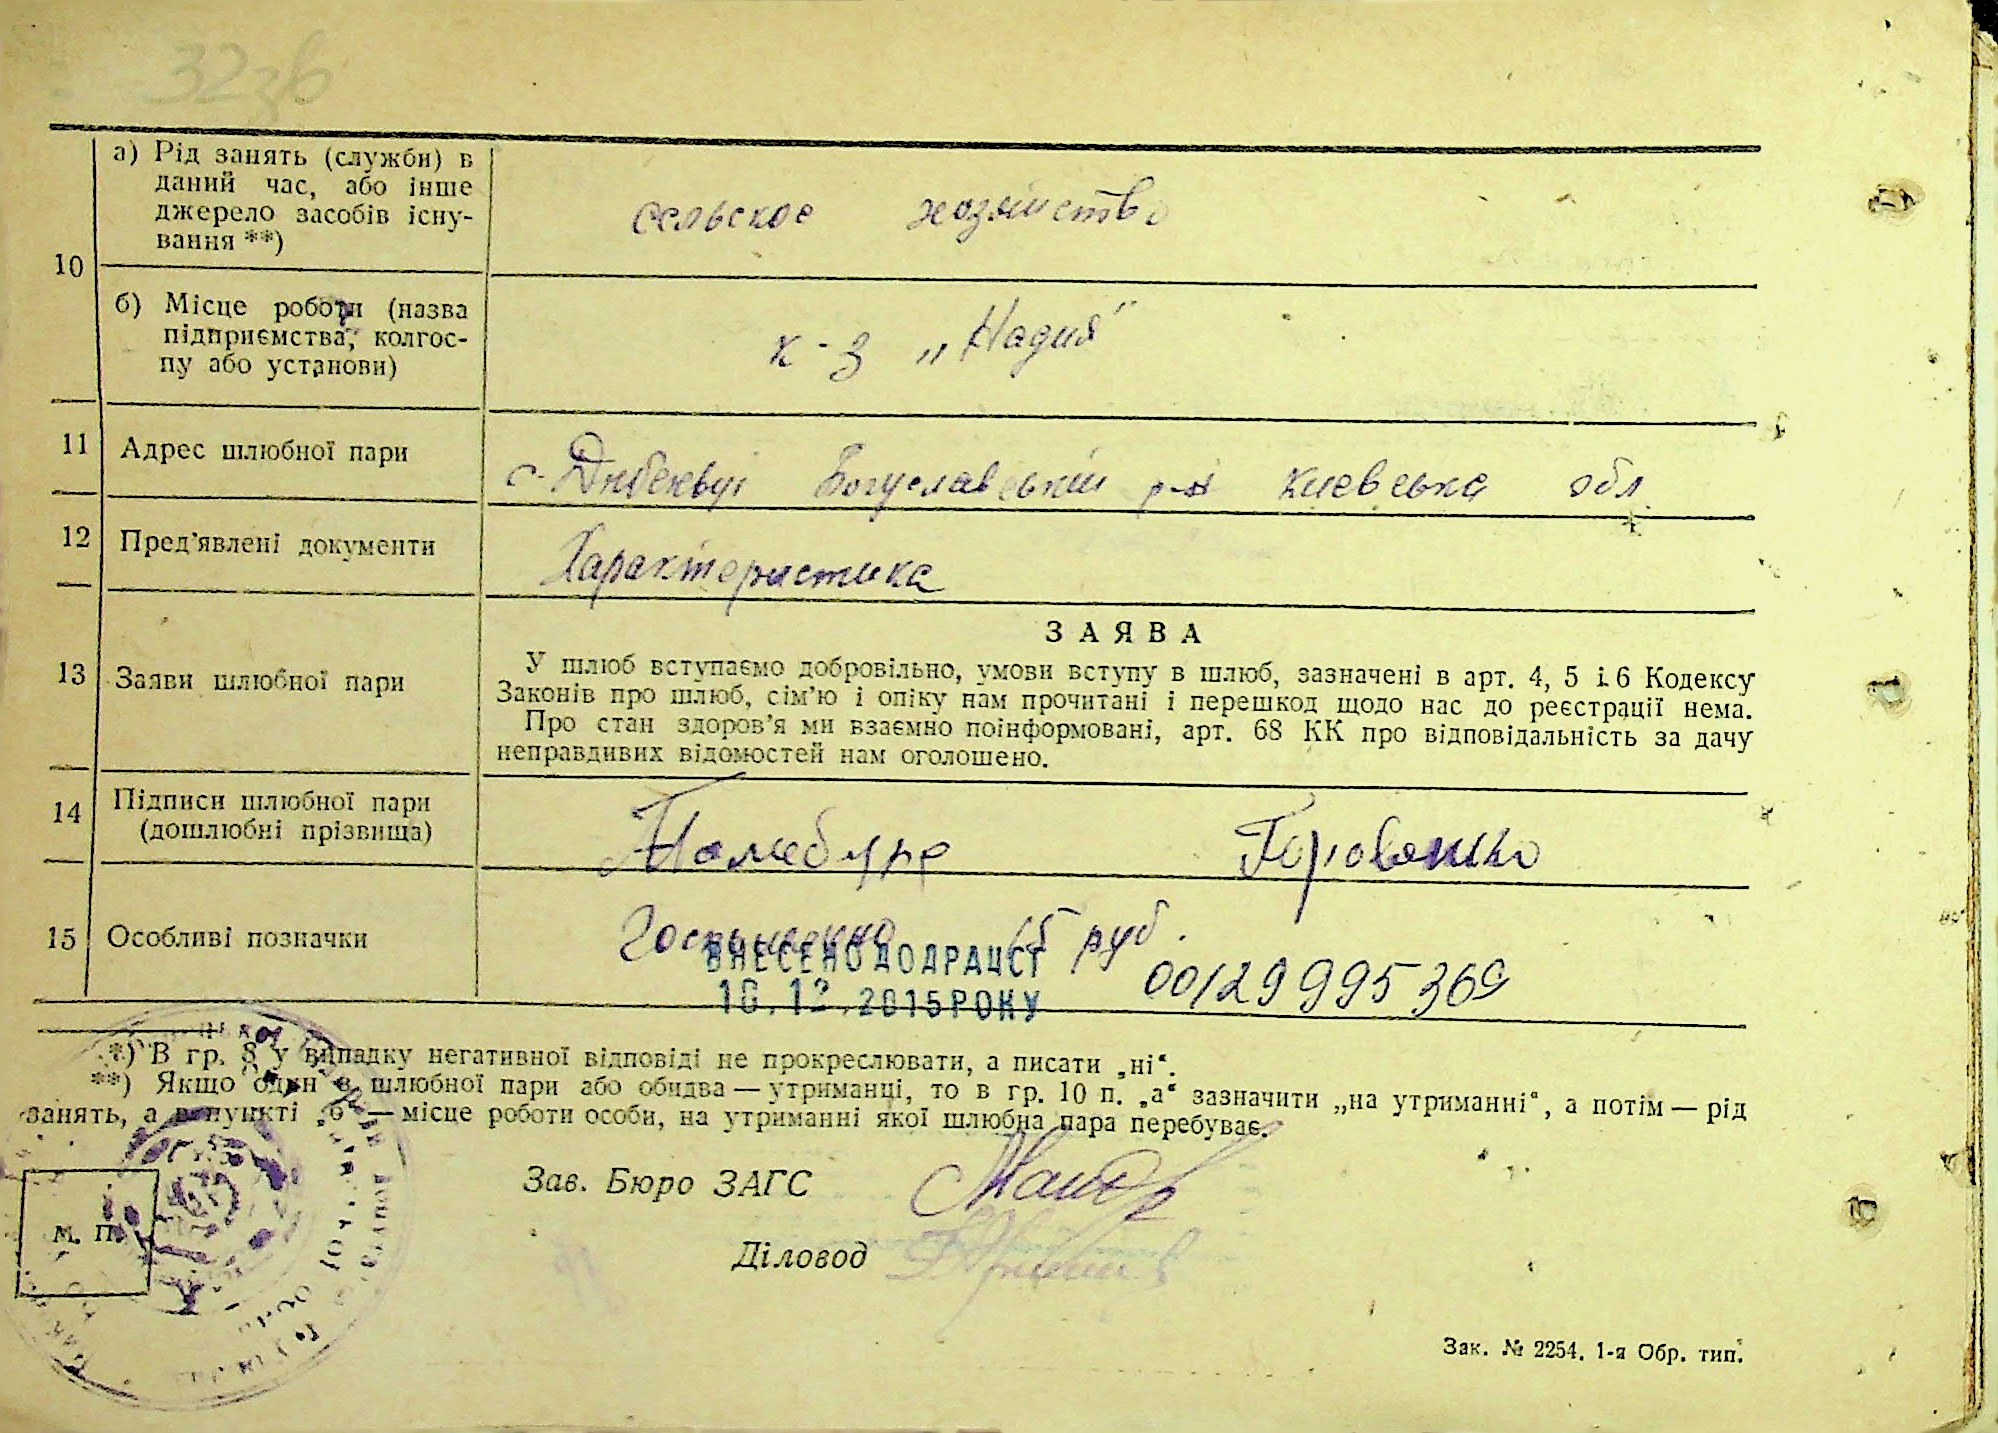 32зв
10
а) Рід занять (служби) в
даний час, або інше
джерело засобів існу-
вання **)
сельское хозяйство
б) Місце роботи (назва
підприємства, колгос-
пу або установи)
к-з „Надия"
11 Адрес шлюбної пари
с. Дибенці Богуславський р-н Киевська обл
12 Пред'явлені документи
Характеристика
ЗАЯВА
13 Заяви шлюбної пари
У шлюб вступаємо добровільно, умови вступу в шлюб, зазначені в арт. 4, 5 і 6 Кодексу
Законів про шлюб, сім'ю і опіку нам прочитані і перешкод щодо нас до реєстрації нема.
Про стан здоров'я ми взаємно поінформовані, арт. 68 КК про відповідальність за дачу
неправдивих відомостей нам оголошено.
14 Підписи шлюбної пари
(дошлюбні прізвища)
15 Особливі позначки
15 руб.
ВНЕСЕНО ДО ДРАЦСГ
10.12.2015 РОКУ
00129995369
*) В гр. 8 у випадку негативної відповіді не прокреслювати, а писати „ні“.
**) Якщо один з шлюбної пари або обидва — утриманці, то в гр. 10 п. „а“ зазначити „на утриманні“, а потім — рід
занять, а в пункті „б“ — місце роботи особи, на утриманні якої шлюбна пара перебуває.
Зав. Бюро ЗАГС
М. П.
Діловод
Зак. № 2254. 1-я Обр. тип.